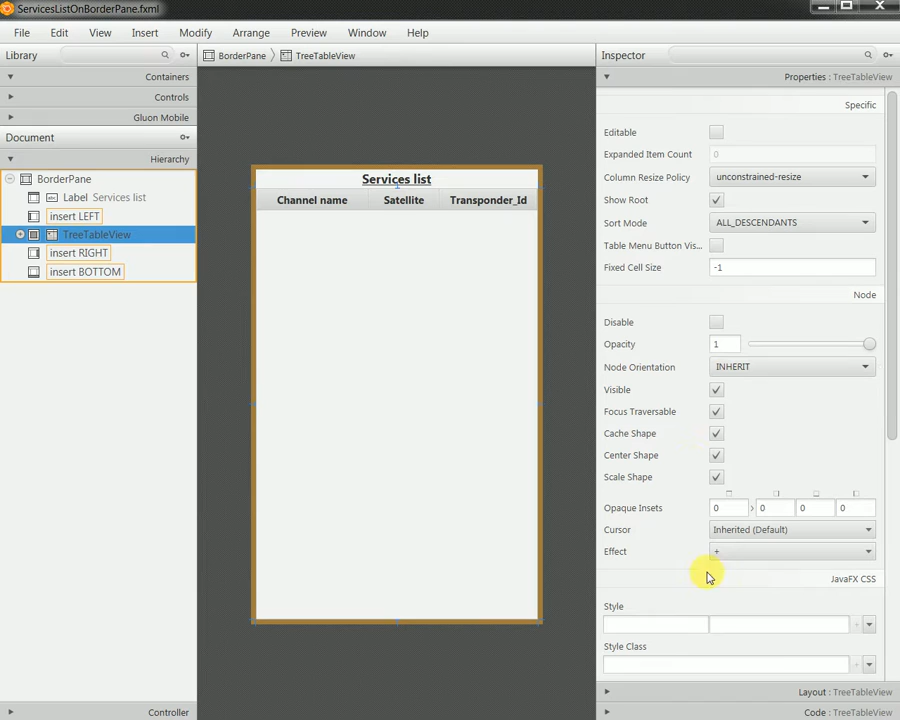 ServicesListOnBorderPane.fxml
File Edit View Insert Modify Arrange Preview Window Help
Library
Containers
Controls
Gluon Mobile
Document
Hierarchy
BorderPane
abc Label Services list
insert LEFT
TreeTableView
insert RIGHT
insert BOTTOM
Controller
BorderPane TreeTableView
Services list
Channel name Satellite Transponder_Id
Inspector
Properties : TreeTableView
Specific
Editable
Expanded Item Count 0
Column Resize Policy unconstrained-resize
Show Root
Sort Mode ALL_DESCENDANTS
Table Menu Button Vis...
Fixed Cell Size -1
Node
Disable
Opacity 1
Node Orientation INHERIT
Visible
Focus Traversable
Cache Shape
Center Shape
Scale Shape
Opaque Insets 0 0 0 0
Cursor Inherited (Default)
Effect +
JavaFX CSS
Style
Style Class
Layout : TreeTableView
Code : TreeTableView